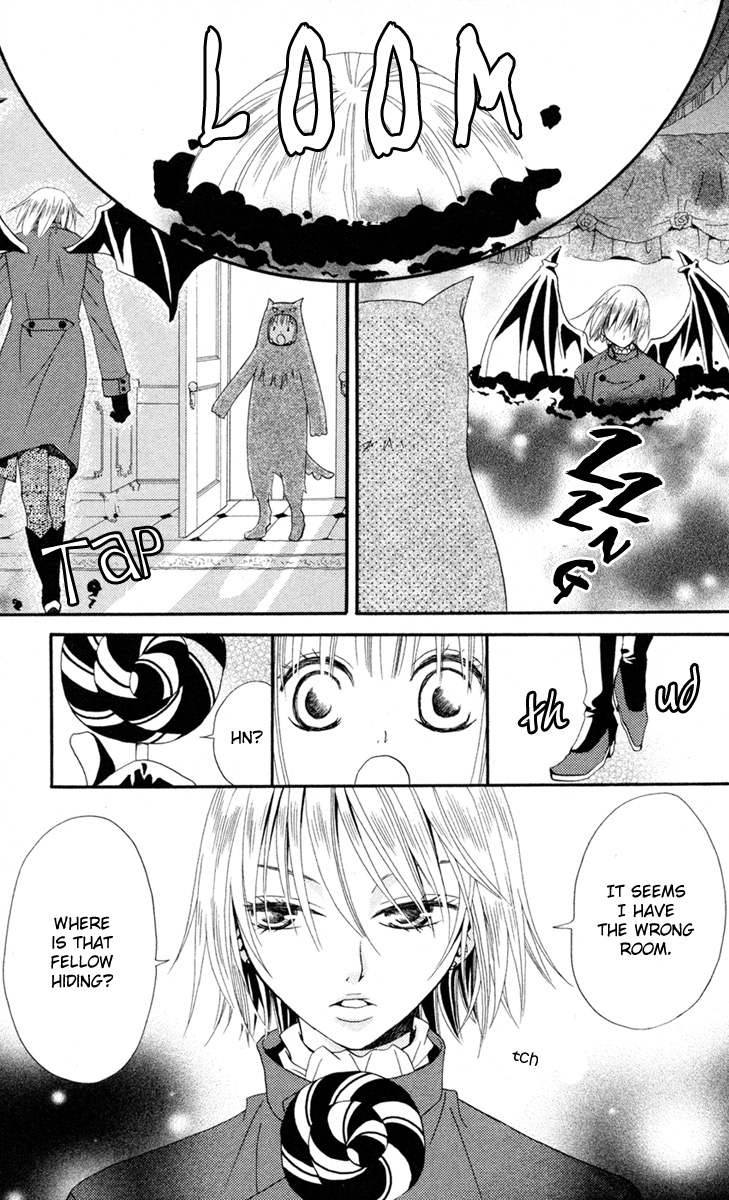 LOOM
ZZZNG
TAP
th ud
HN?
IT SEEMS
I HAVE
THE WRONG
ROOM.
WHERE
IS THAT
FELLOW
HIDING?
tch